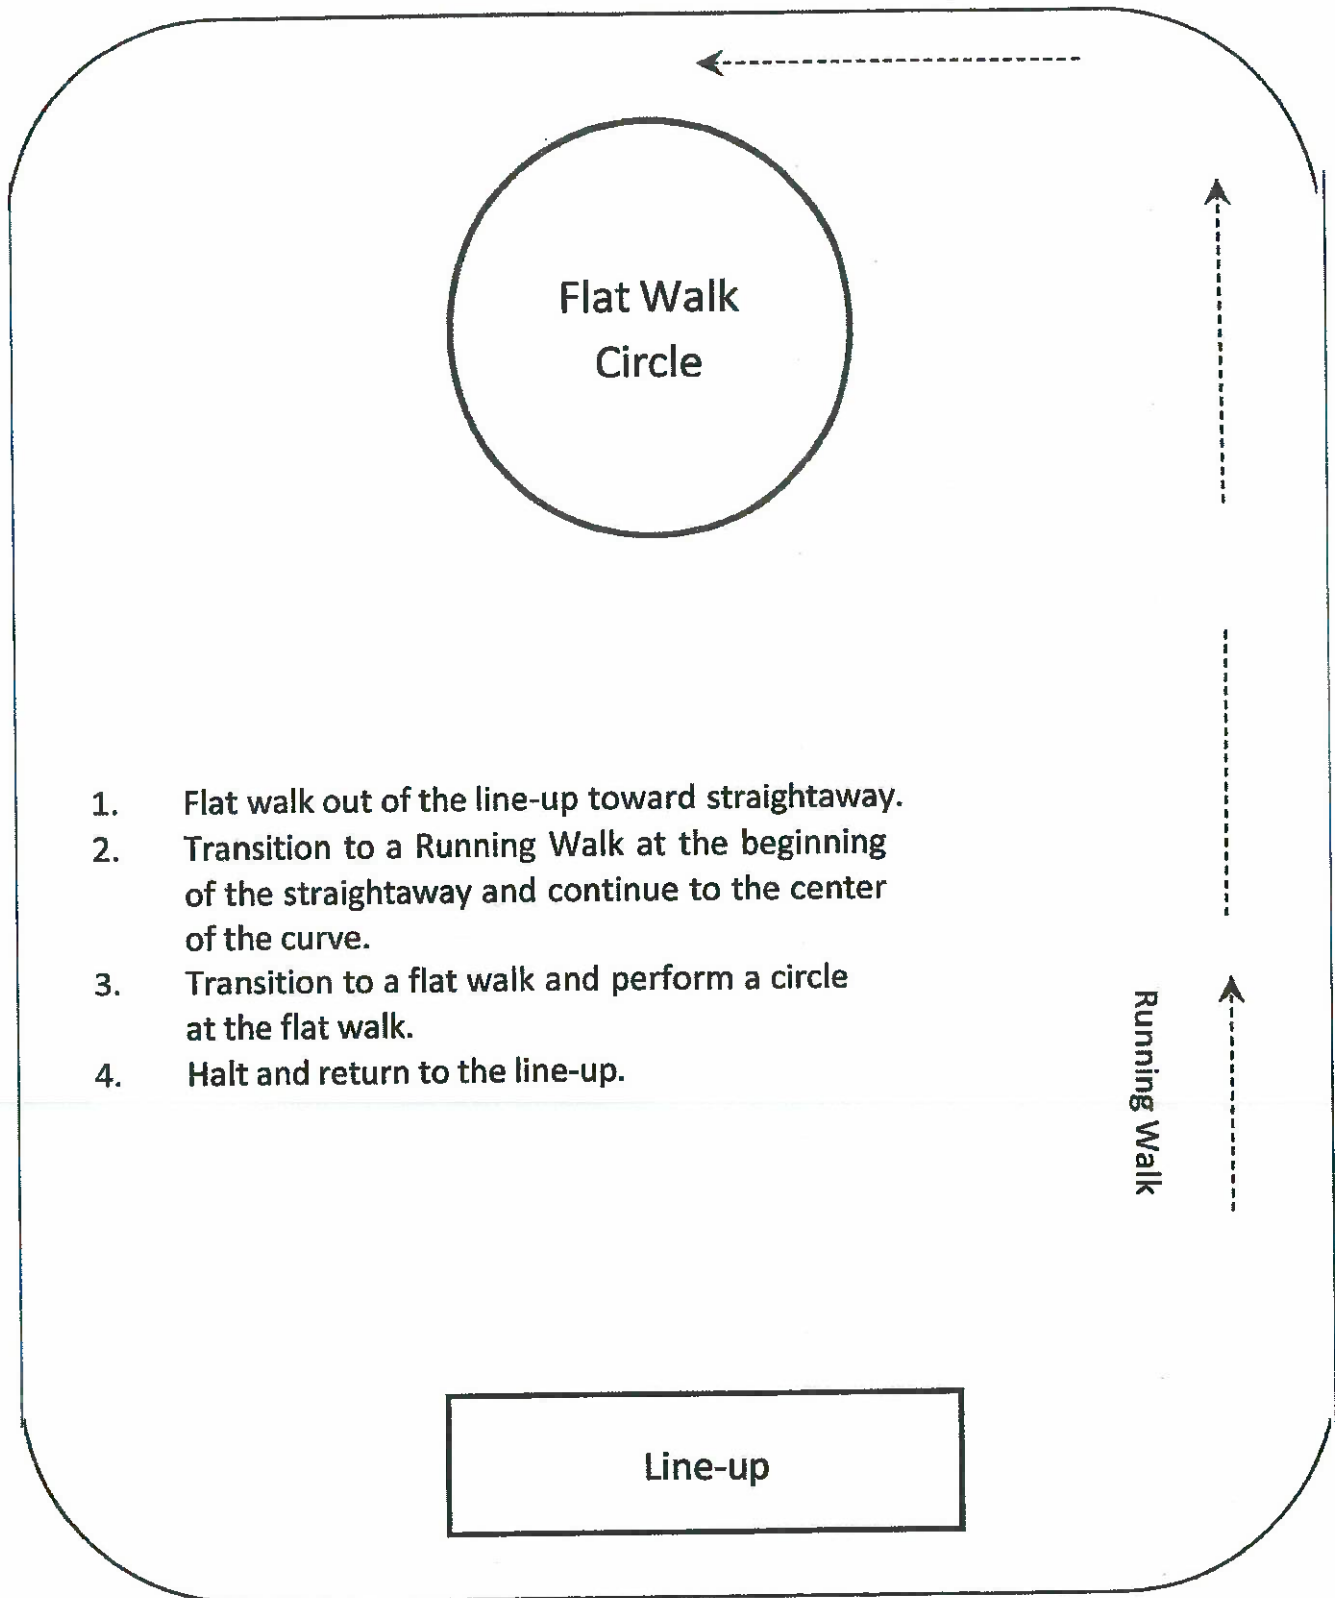 Flat Walk
Circle
1. Flat walk out of the line-up toward straightaway.
2. Transition to a Running Walk at the beginning
of the straightaway and continue to the center
of the curve.
3. Transition to a flat walk and perform a circle
at the flat walk.
4. Halt and return to the line-up.
Running Walk
Line-up